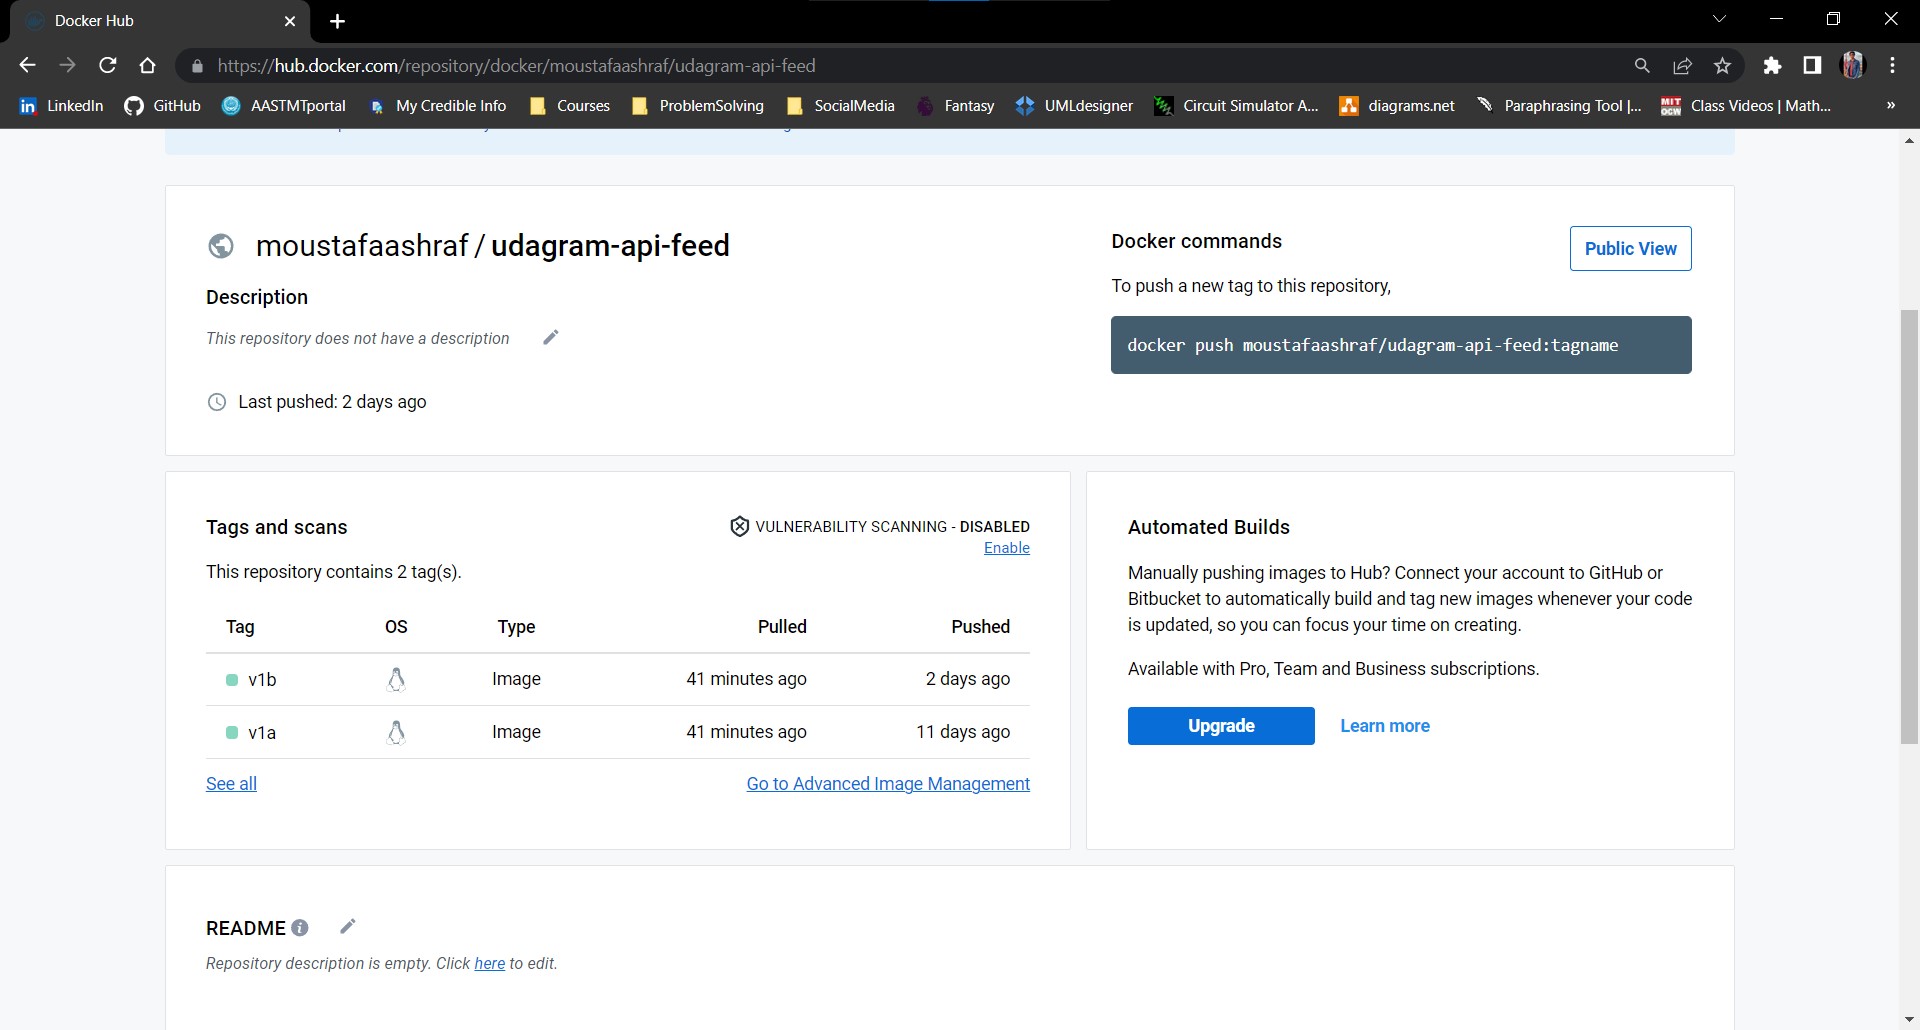 Docker Hub
https://hub.docker.com/repository/docker/moustafaashraf/udagram-api-feed
LinkedIn GitHub AASTMTportal My Credible Info Courses ProblemSolving SocialMedia Fantasy UMLdesigner Circuit Simulator A... diagrams.net Paraphrasing Tool |... MIT OCW Class Videos | Math... »
moustafaashraf / udagram-api-feed
Description
This repository does not have a description
Last pushed: 2 days ago
Docker commands
Public View
To push a new tag to this repository,
docker push moustafaashraf/udagram-api-feed:tagname
Tags and scans
VULNERABILITY SCANNING - DISABLED
Enable
This repository contains 2 tag(s).
Tag OS Type Pulled Pushed
v1b Image 41 minutes ago 2 days ago
v1a Image 41 minutes ago 11 days ago
See all Go to Advanced Image Management
Automated Builds
Manually pushing images to Hub? Connect your account to GitHub or
Bitbucket to automatically build and tag new images whenever your code
is updated, so you can focus your time on creating.
Available with Pro, Team and Business subscriptions.
Upgrade Learn more
README
Repository description is empty. Click here to edit.